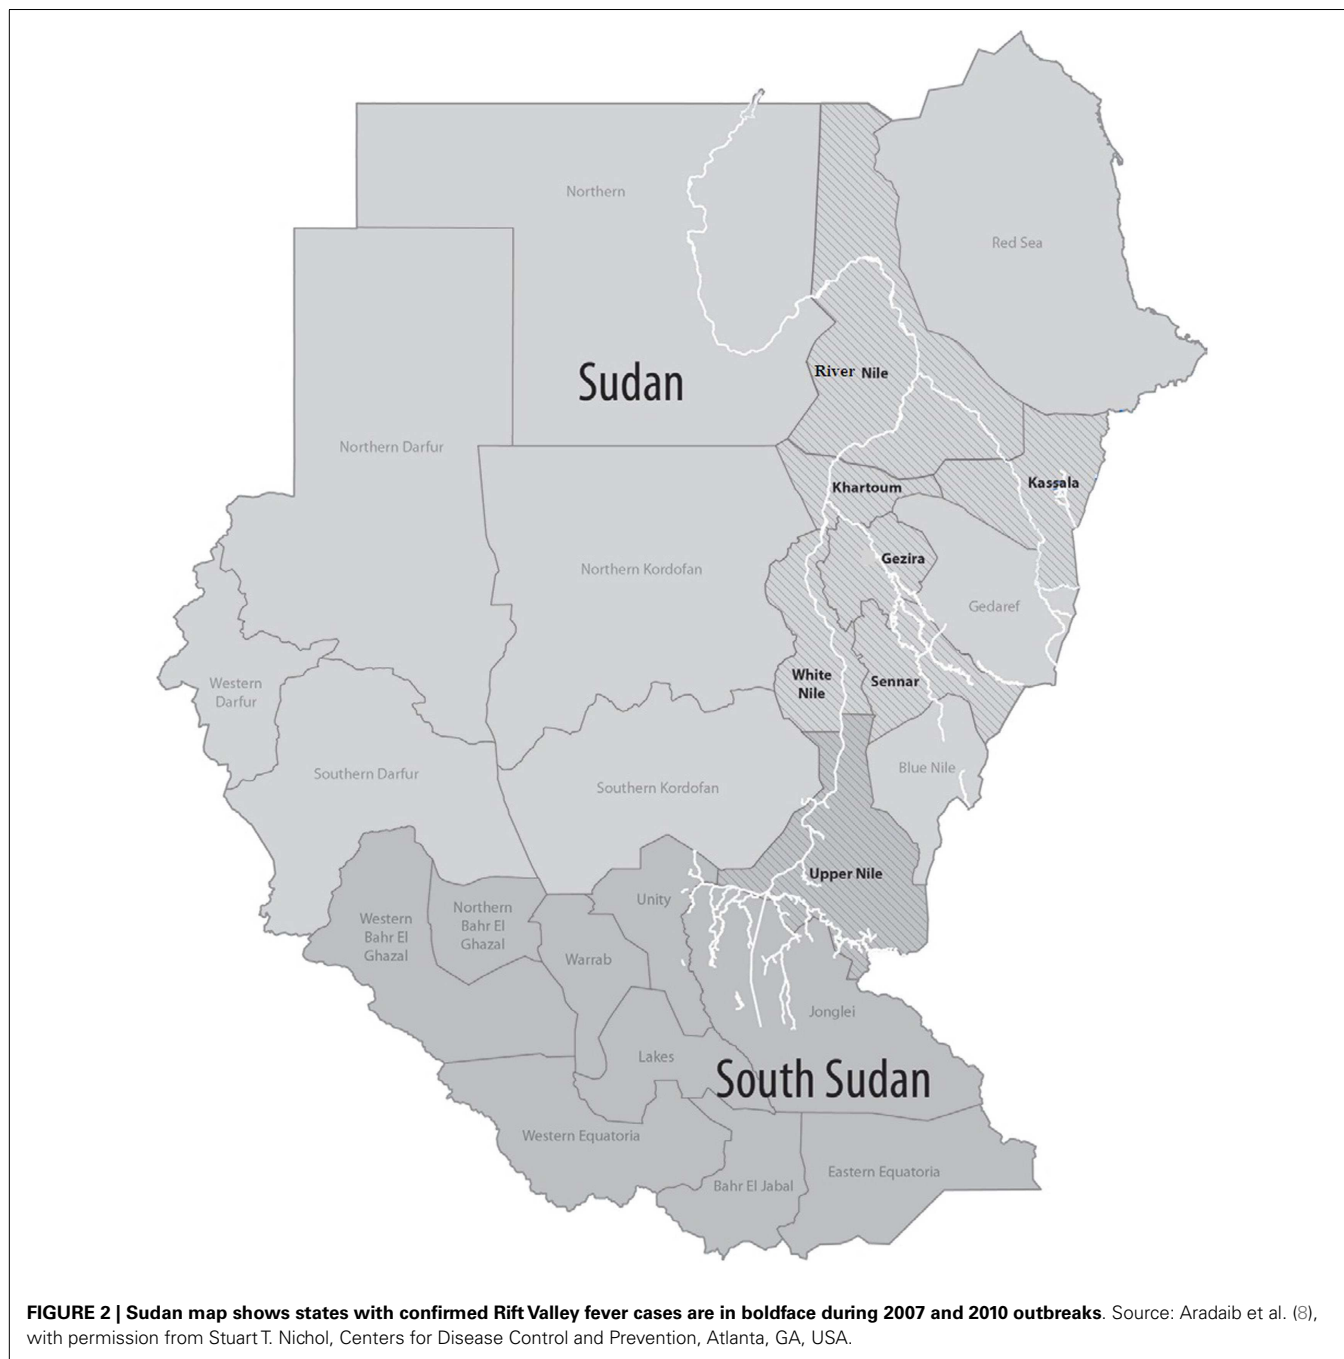 Northern
Red Sea
Sudan
River Nile
Northern Darfur
Khartoum
Kassala
Gezira
Northern Kordofan
Gedaref
White
Nile
Sennar
Western
Darfur
Southern Darfur
Southern Kordofan
Blue Nile
Upper Nile
Unity
Northern
Bahr El
Ghazal
Western
Bahr El
Ghazal
Warrab
Jonglei
Lakes
South Sudan
Western Equatoria
Eastern Equatoria
Bahr El Jabal
FIGURE 2 | Sudan map shows states with confirmed Rift Valley fever cases are in boldface during 2007 and 2010 outbreaks. Source: Aradaib et al. (8),
with permission from Stuart T. Nichol, Centers for Disease Control and Prevention, Atlanta, GA, USA.